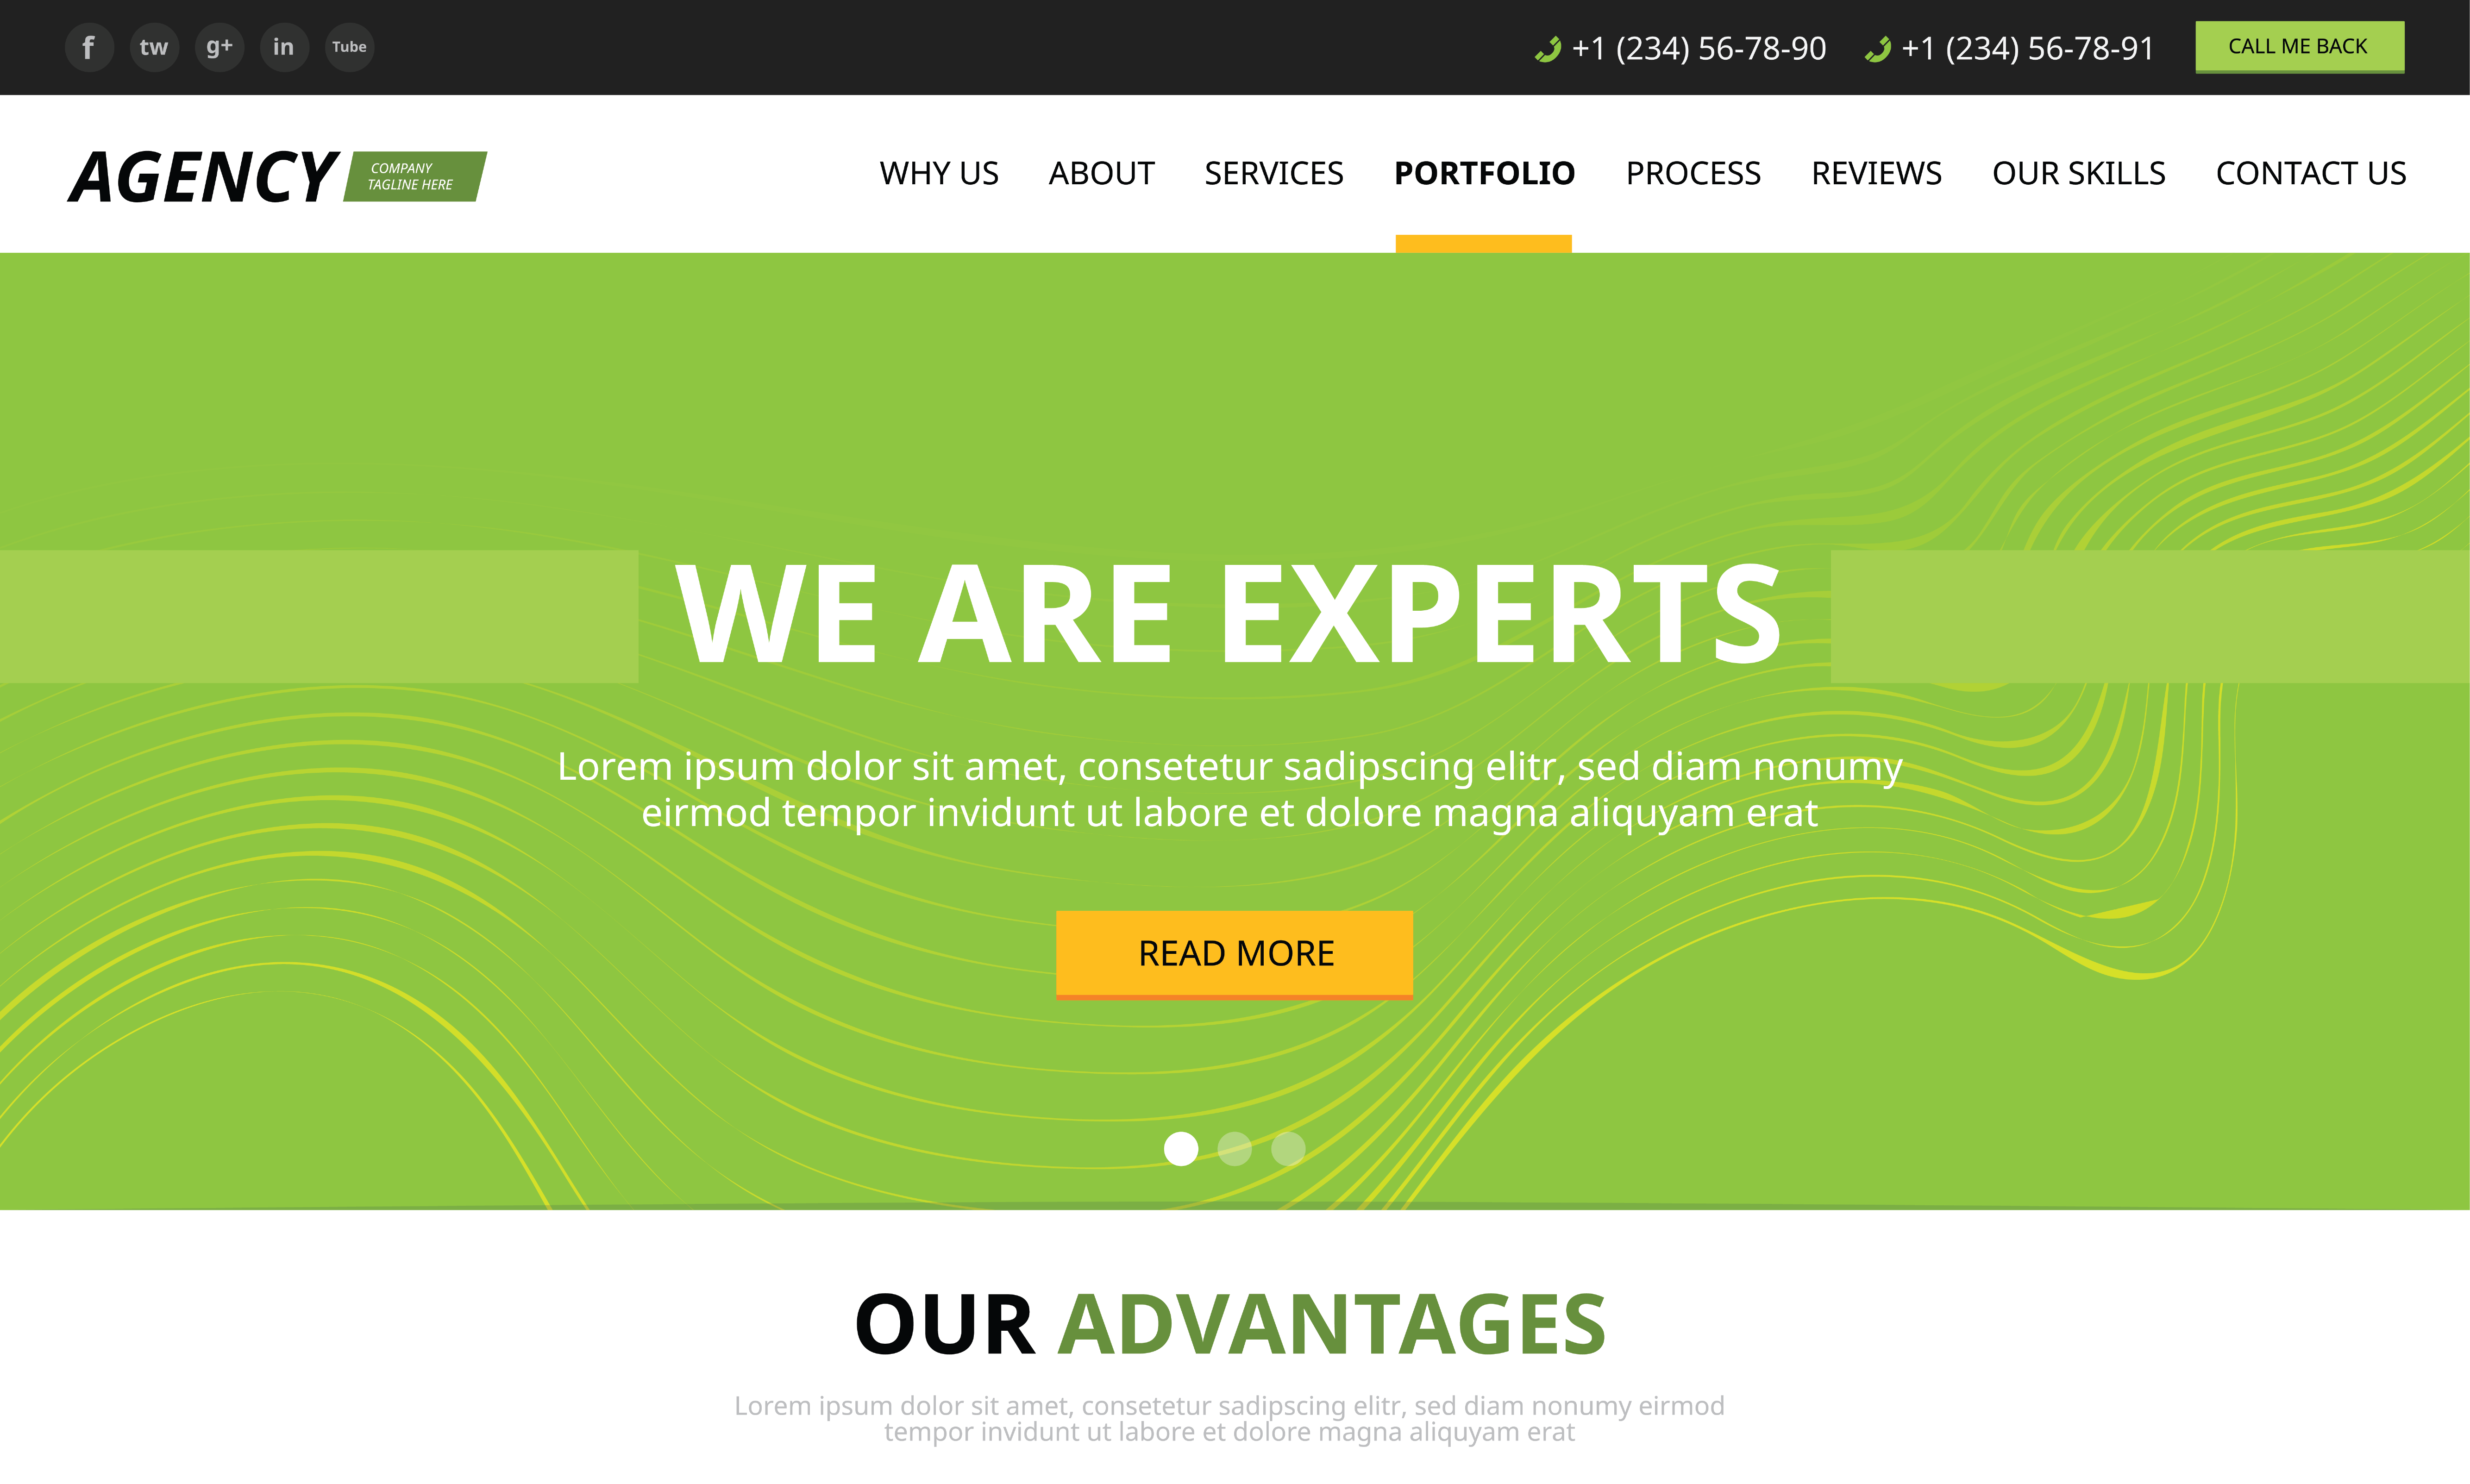 f tw g+ in Tube +1 (234) 56-78-90 +1 (234) 56-78-91 CALL ME BACK
AGENCY COMPANY
TAGLINE HERE
WHY US ABOUT SERVICES PORTFOLIO PROCESS REVIEWS OUR SKILLS CONTACT US
WE ARE EXPERTS
Lorem ipsum dolor sit amet, consetetur sadipscing elitr, sed diam nonumy
eirmod tempor invidunt ut labore et dolore magna aliquyam erat
READ MORE
OUR ADVANTAGES
Lorem ipsum dolor sit amet, consetetur sadipscing elitr, sed diam nonumy eirmod
tempor invidunt ut labore et dolore magna aliquyam erat